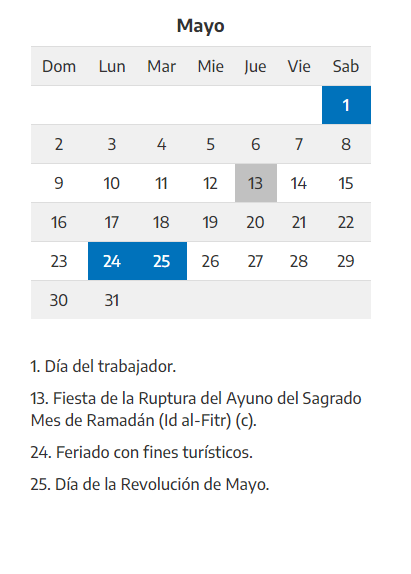 Mayo
Dom Lun Mar Mie Jue Vie Sab
1
2 3 4 5 6 7 8
9 10 11 12 13 14 15
16 17 18 19 20 21 22
23 24 25 26 27 28 29
30 31
1. Día del trabajador.
13. Fiesta de la Ruptura del Ayuno del Sagrado
Mes de Ramadán (Id al-Fitr) (c).
24. Feriado con fines turísticos.
25. Día de la Revolución de Mayo.